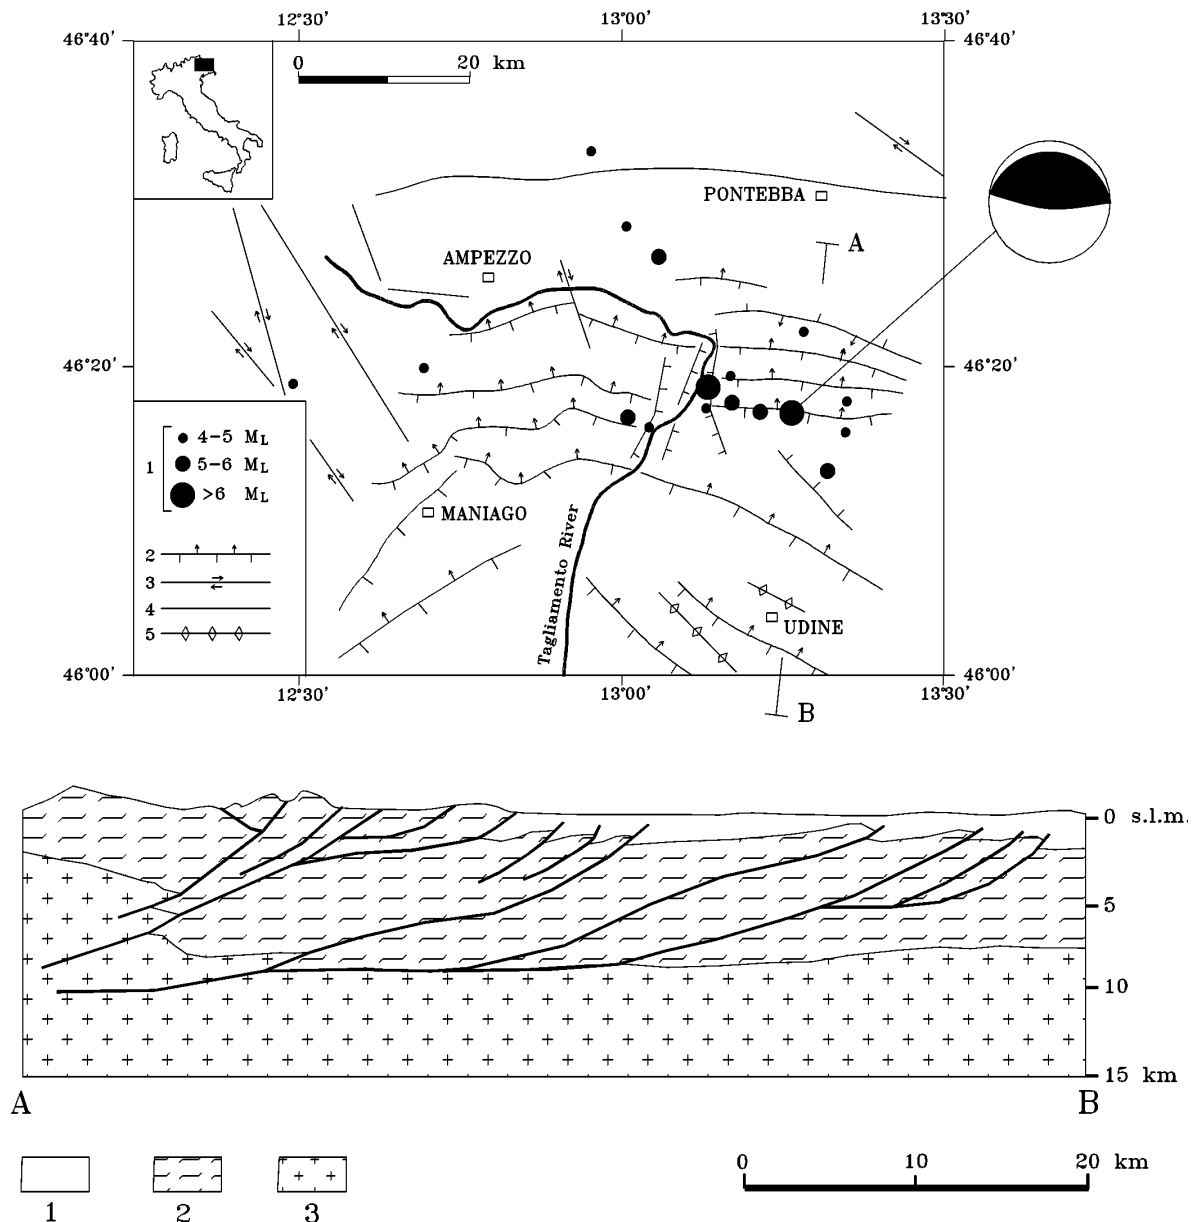 12°30' 13°00' 13°30'
46°40' 46°40'
0 20 km
PONTEBBA
A
AMPEZZO
46°20' 46°20'
1
4-5 ML
5-6 ML
>6 ML
MANIAGO
2
3
4
5
Tagliamento River
UDINE
46°00' 46°00'
12°30' 13°00' 13°30'
B
0 s.l.m.
5
10
15 km
A B
0 10 20 km
1 2 3